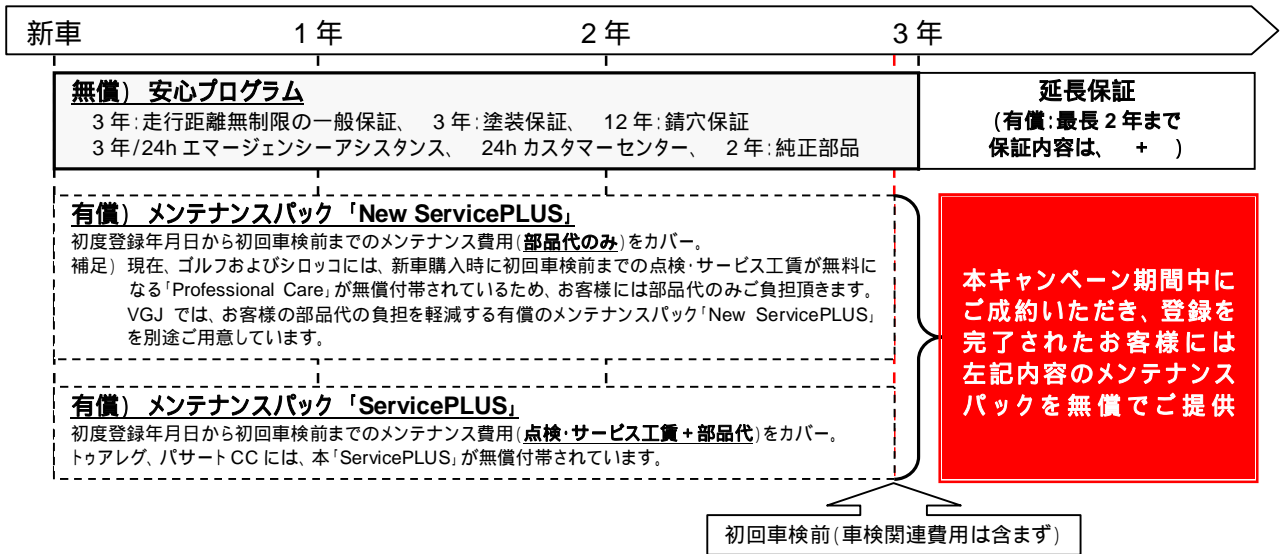 新車 1年 2年 3年
無償) 安心プログラム
3年:走行距離無制限の一般保証、 3年:塗装保証、 12年:錆穴保証
3年/24h エマージェンシーアシスタンス、 24h カスタマーセンター、 2年:純正部品
延長保証
(有償:最長2年まで
保証内容は、 + )
有償) メンテナンスパック 「New ServicePLUS」
初度登録年月日から初回車検前までのメンテナンス費用(部品代のみ)をカバー。
補足) 現在、ゴルフおよびシロッコには、新車購入時に初回車検前までの点検・サービス工賃が無料に
なる「Professional Care」が無償付帯されているため、お客様には部品代のみご負担頂きます。
VGJ では、お客様の部品代の負担を軽減する有償のメンテナンスパック「New ServicePLUS」
を別途ご用意しています。
有償) メンテナンスパック 「ServicePLUS」
初度登録年月日から初回車検前までのメンテナンス費用(点検・サービス工賃+部品代)をカバー。
トゥアレグ、パサート CC には、本「ServicePLUS」が無償付帯されています。
本キャンペーン期間中に
ご成約いただき、登録を
完了されたお客様には
左記内容のメンテナンス
パックを無償でご提供
初回車検前(車検関連費用は含まず)